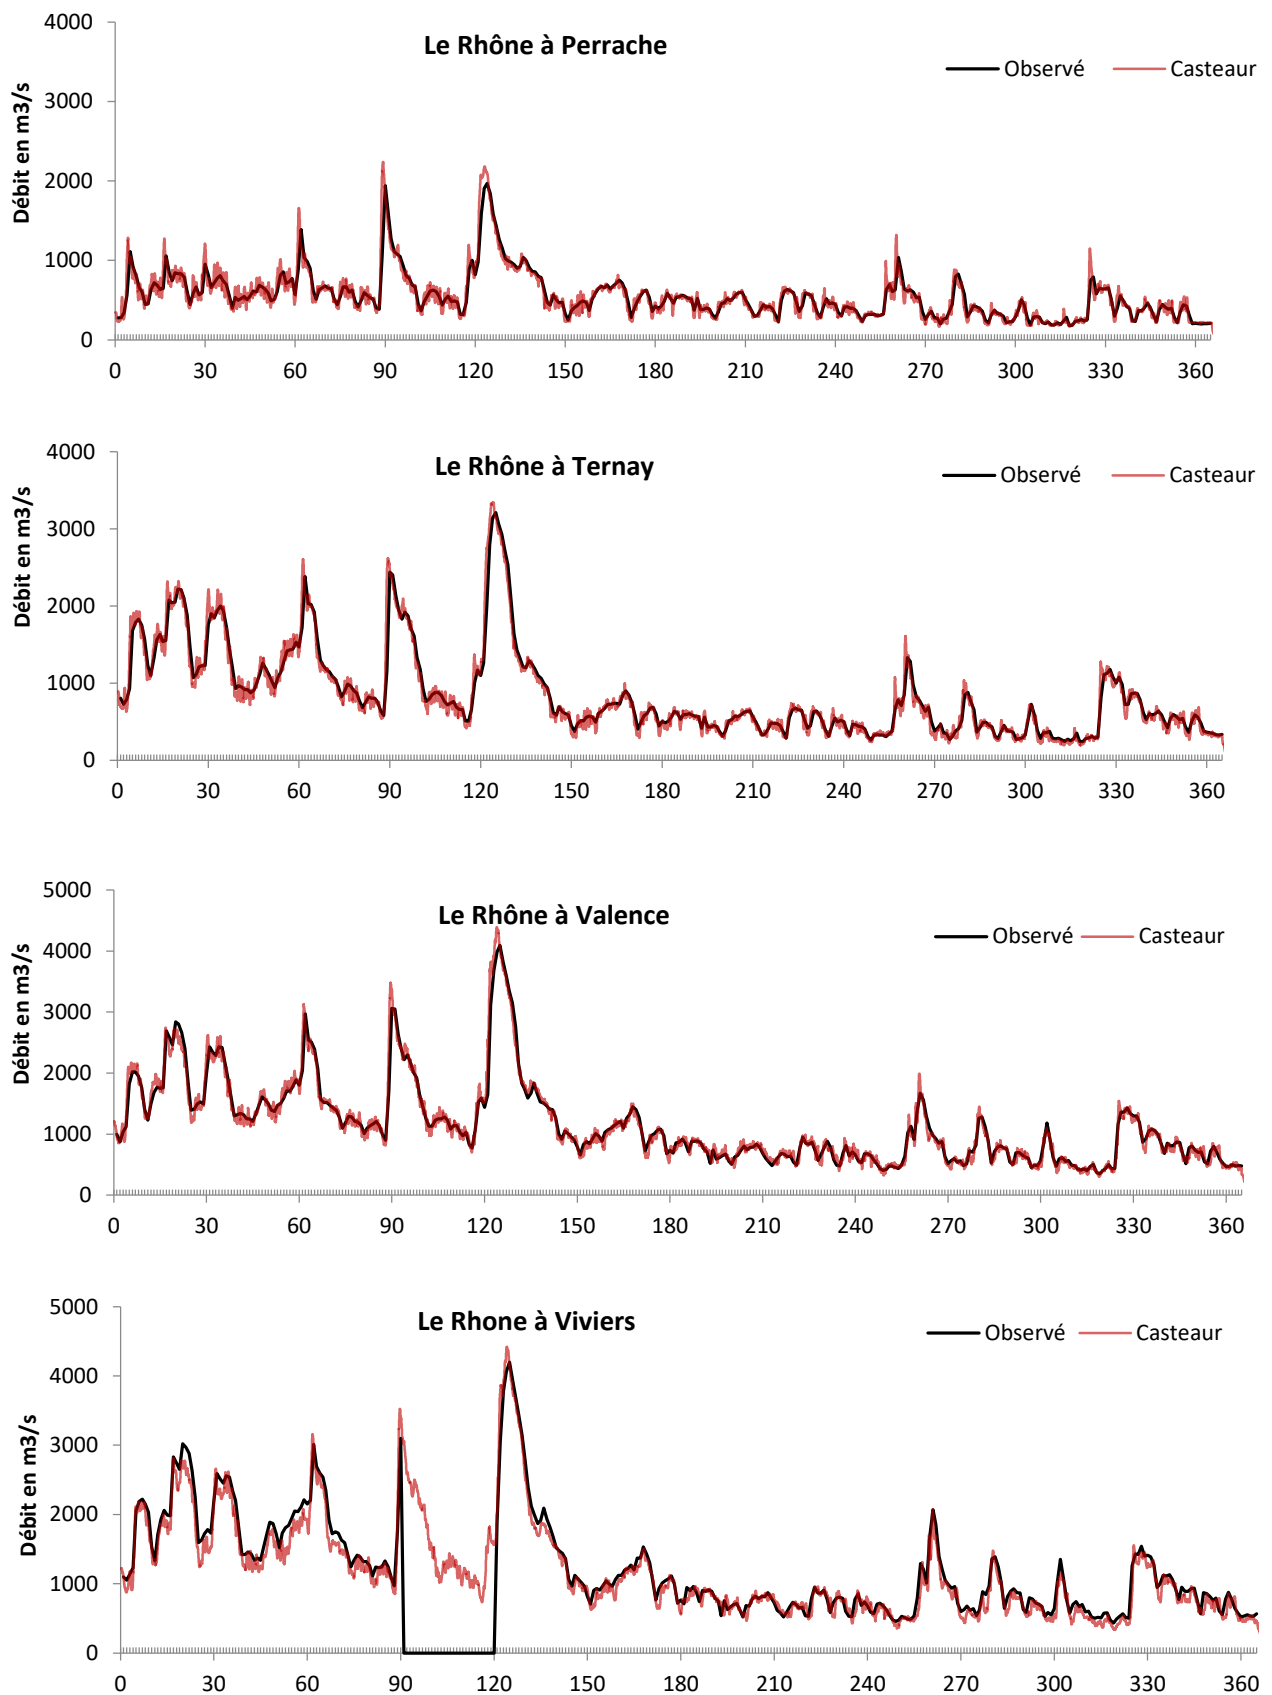 Le Rhône à Perrache
Observé Casteaur
Débit en m3/s
4000
3000
2000
1000
0
0 30 60 90 120 150 180 210 240 270 300 330 360
Le Rhône à Ternay
Observé Casteaur
Débit en m3/s
4000
3000
2000
1000
0
0 30 60 90 120 150 180 210 240 270 300 330 360
Le Rhône à Valence
Observé Casteaur
Débit en m3/s
5000
4000
3000
2000
1000
0
0 30 60 90 120 150 180 210 240 270 300 330 360
Le Rhone à Viviers
Observé Casteaur
Débit en m3/s
5000
4000
3000
2000
1000
0
0 30 60 90 120 150 180 210 240 270 300 330 360